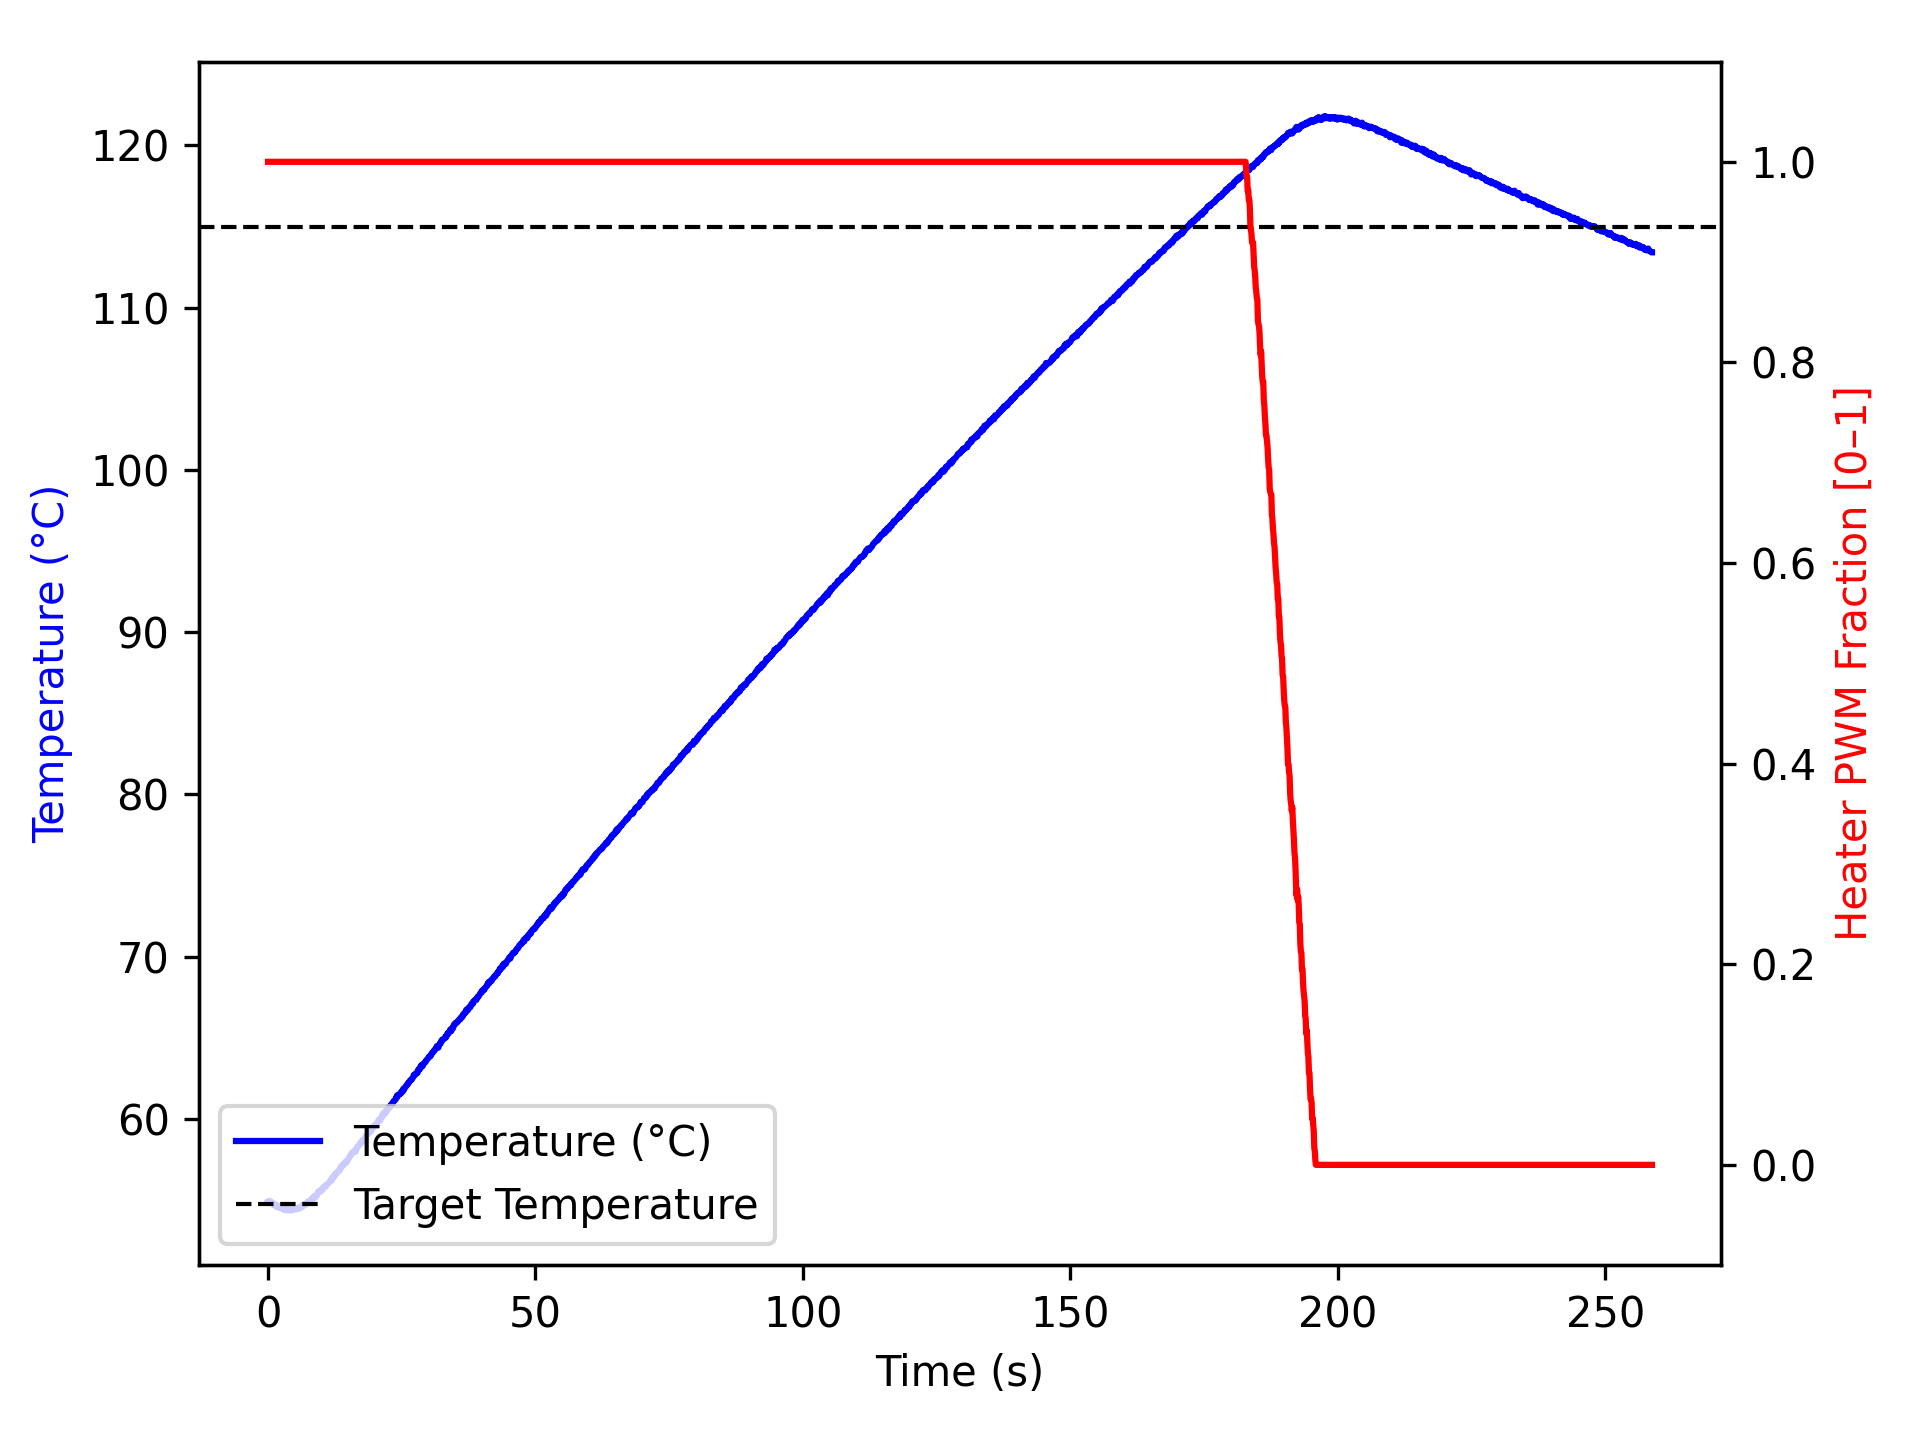 120
110
100
90
80
70
60
Temperature (°C)
1.0
0.8
0.6
0.4
0.2
0.0
Heater PWM Fraction [0–1]
Temperature (°C)
Target Temperature
0 50 100 150 200 250
Time (s)